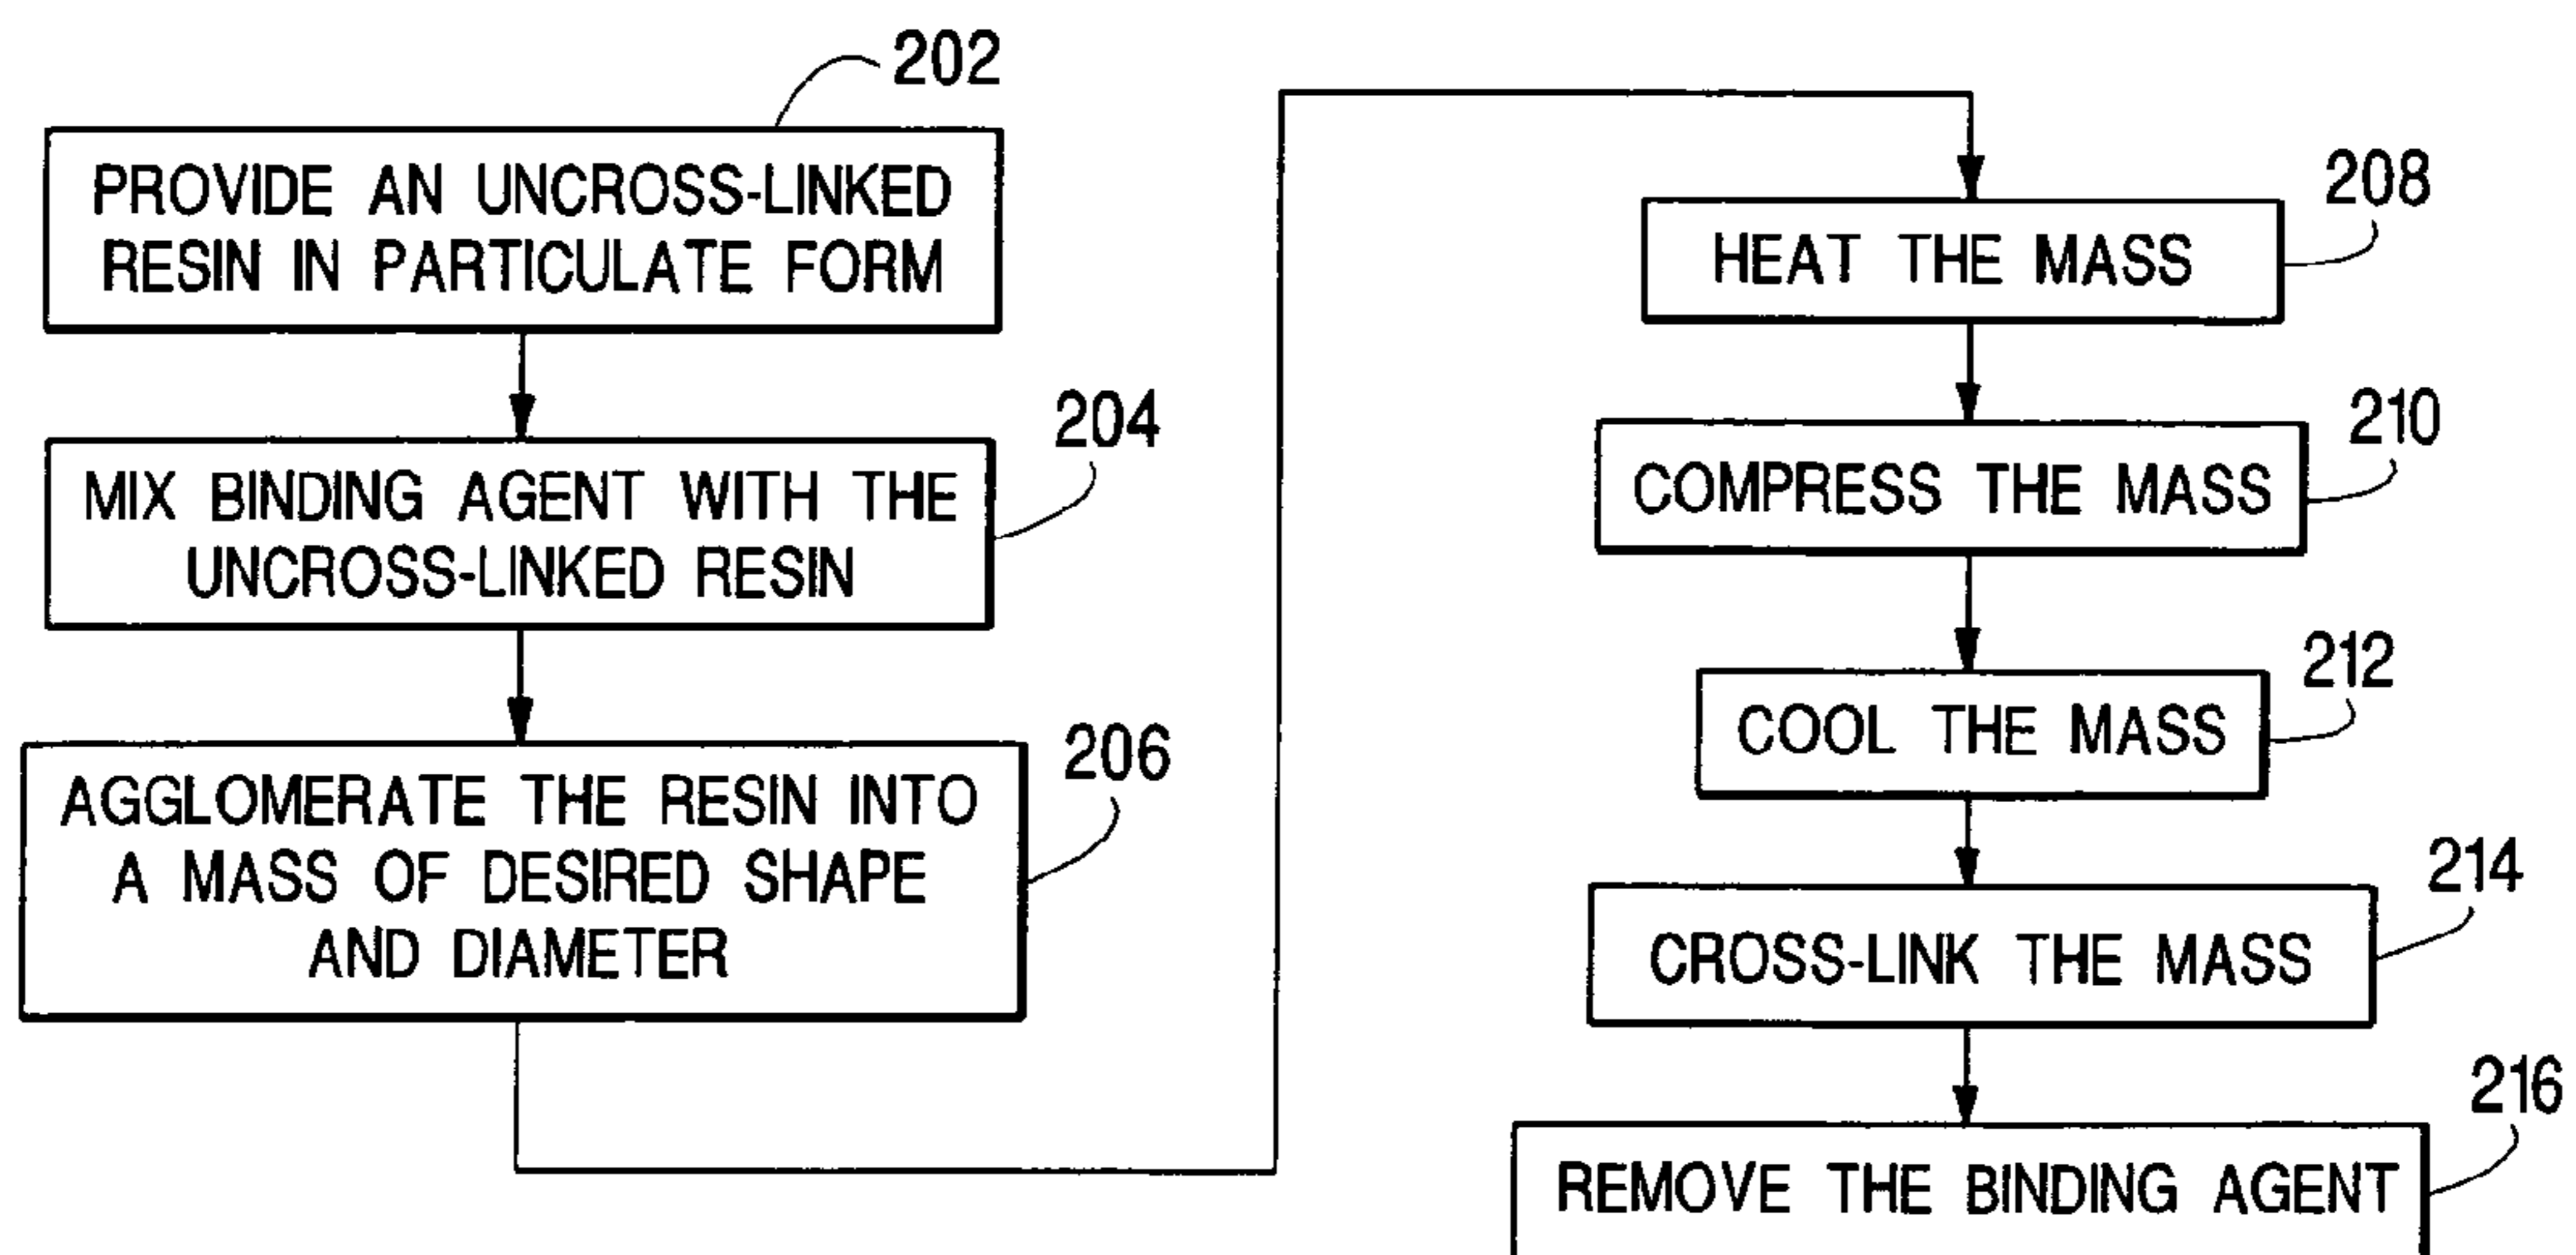 202
PROVIDE AN UNCROSS-LINKED
RESIN IN PARTICULATE FORM
204
MIX BINDING AGENT WITH THE
UNCROSS-LINKED RESIN
206
AGGLOMERATE THE RESIN INTO
A MASS OF DESIRED SHAPE
AND DIAMETER
208
HEAT THE MASS
210
COMPRESS THE MASS
212
COOL THE MASS
214
CROSS-LINK THE MASS
216
REMOVE THE BINDING AGENT